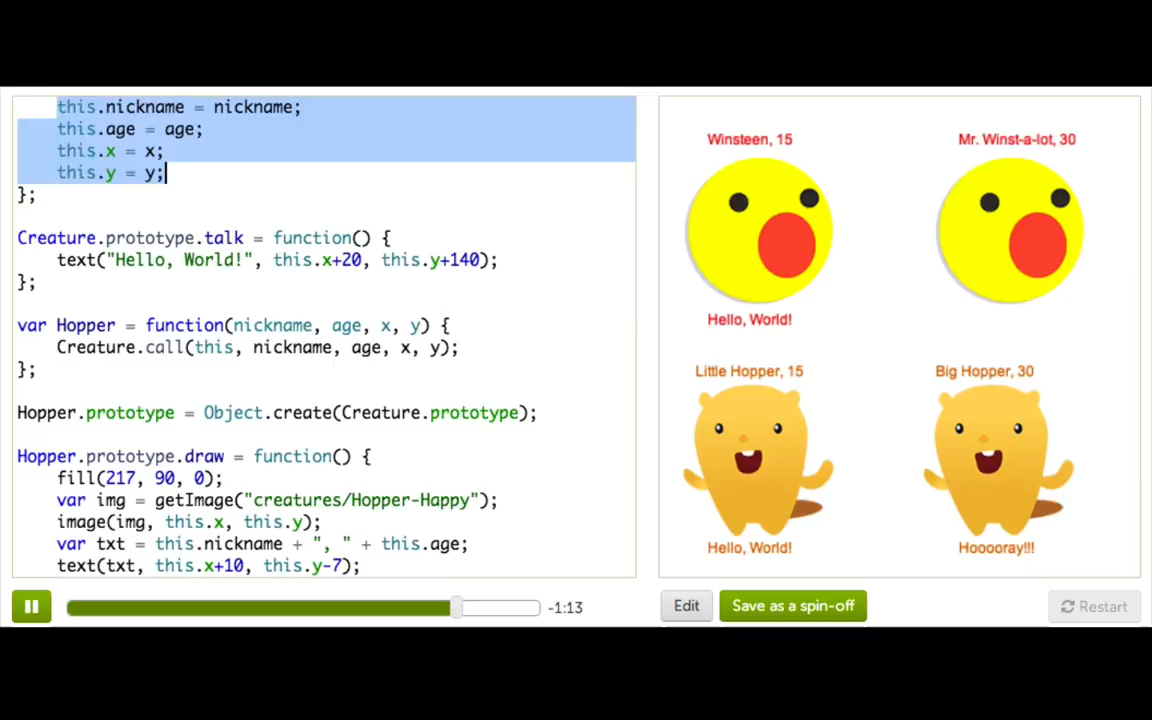 this.nickname = nickname;
this.age = age;
this.x = x;
this.y = y;
};
Creature.prototype.talk = function() {
text("Hello, World!", this.x+20, this.y+140);
};
var Hopper = function(nickname, age, x, y) {
Creature.call(this, nickname, age, x, y);
};
Hopper.prototype = Object.create(Creature.prototype);
Hopper.prototype.draw = function() {
fill(217, 90, 0);
var img = getImage("creatures/Hopper-Happy");
image(img, this.x, this.y);
var txt = this.nickname + ", " + this.age;
text(txt, this.x+10, this.y-7);
Winsteen, 15
Mr. Winst-a-lot, 30
Hello, World!
Little Hopper, 15
Big Hopper, 30
Hello, World!
Hooooray!!!
-1:13
Edit
Save as a spin-off
Restart